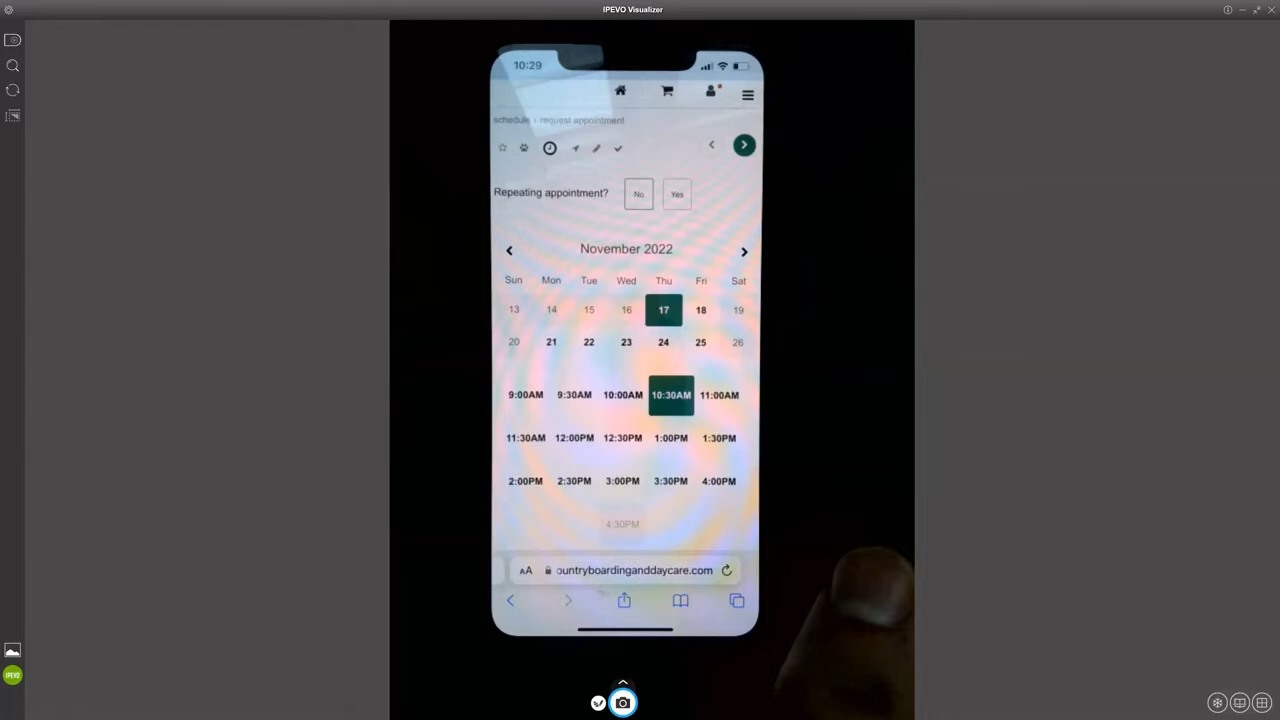 IPEVO Visualizer
10:29
schedule › request appointment
Repeating appointment? No Yes
November 2022
Sun Mon Tue Wed Thu Fri Sat
13 14 15 16 17 18 19
20 21 22 23 24 25 26
9:00AM 9:30AM 10:00AM 10:30AM 11:00AM
11:30AM 12:00PM 12:30PM 1:00PM 1:30PM
2:00PM 2:30PM 3:00PM 3:30PM 4:00PM
4:30PM
AA ountryboardinganddaycare.com
IPEVO